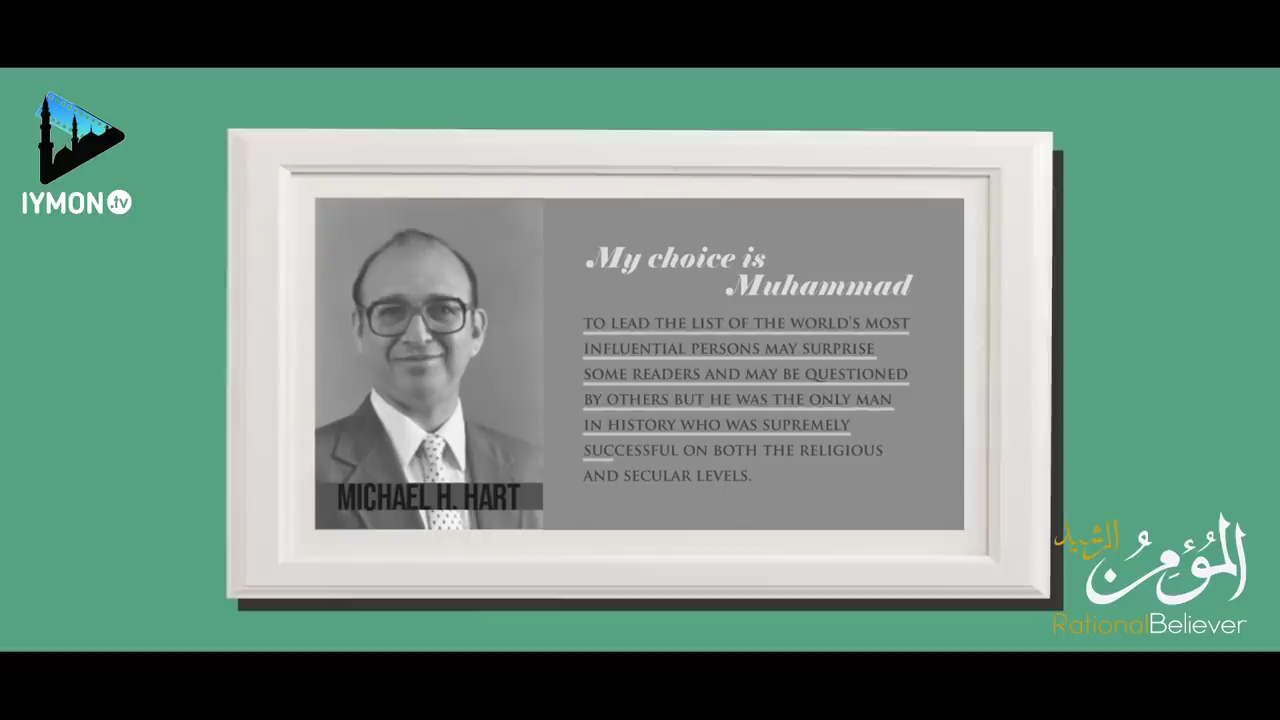 IYMON.tv
My choice is
Muhammad
TO LEAD THE LIST OF THE WORLD'S MOST
INFLUENTIAL PERSONS MAY SURPRISE
SOME READERS AND MAY BE QUESTIONED
BY OTHERS BUT HE WAS THE ONLY MAN
IN HISTORY WHO WAS SUPREMELY
SUCCESSFUL ON BOTH THE RELIGIOUS
AND SECULAR LEVELS.
MICHAEL H. HART
المُؤمِنُ الرشيد
RationalBeliever